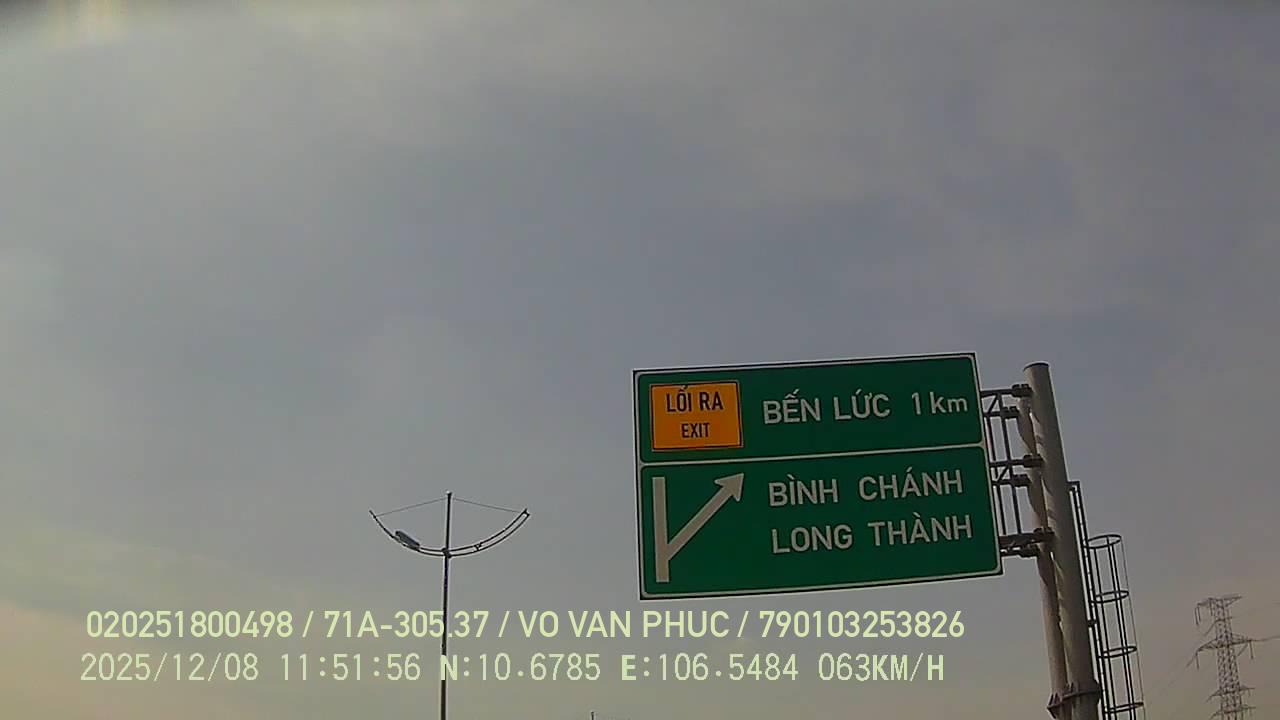 LỐI RA
EXIT
BẾN LỨC 1 km
BÌNH CHÁNH
LONG THÀNH
020251800498 / 71A-305.37 / VO VAN PHUC / 790103253826
2025/12/08 11:51:56 N:10.6785 E:106.5484 063KM/H